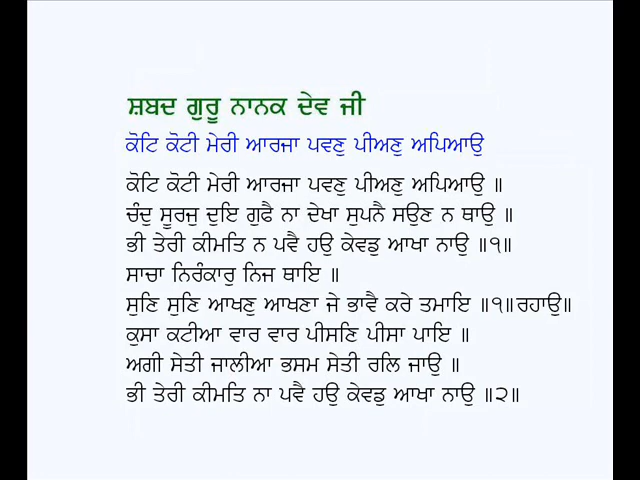 ਸ਼ਬਦ ਗੁਰੂ ਨਾਨਕ ਦੇਵ ਜੀ
ਕੋਟਿ ਕੋਟੀ ਮੇਰੀ ਆਰਜਾ ਪਵਣੁ ਪੀਅਣੁ ਅਪਿਆਉ
ਕੋਟਿ ਕੋਟੀ ਮੇਰੀ ਆਰਜਾ ਪਵਣੁ ਪੀਅਣੁ ਅਪਿਆਉ ॥
ਚੰਦੁ ਸੂਰਜੁ ਦੁਇ ਗੁਫੈ ਨਾ ਦੇਖਾ ਸੁਪਨੈ ਸਉਣ ਨ ਥਾਉ ॥
ਭੀ ਤੇਰੀ ਕੀਮਤਿ ਨ ਪਵੈ ਹਉ ਕੇਵਡੁ ਆਖਾ ਨਾਉ ॥੧॥
ਸਾਚਾ ਨਿਰੰਕਾਰੁ ਨਿਜ ਥਾਇ ॥
ਸੁਣਿ ਸੁਣਿ ਆਖਣੁ ਆਖਣਾ ਜੇ ਭਾਵੈ ਕਰੇ ਤਮਾਇ ॥੧॥ਰਹਾਉ॥
ਕੁਸਾ ਕਟੀਆ ਵਾਰ ਵਾਰ ਪੀਸਣਿ ਪੀਸਾ ਪਾਇ ॥
ਅਗੀ ਸੇਤੀ ਜਾਲੀਆ ਭਸਮ ਸੇਤੀ ਰਲਿ ਜਾਉ ॥
ਭੀ ਤੇਰੀ ਕੀਮਤਿ ਨਾ ਪਵੈ ਹਉ ਕੇਵਡੁ ਆਖਾ ਨਾਉ ॥੨॥